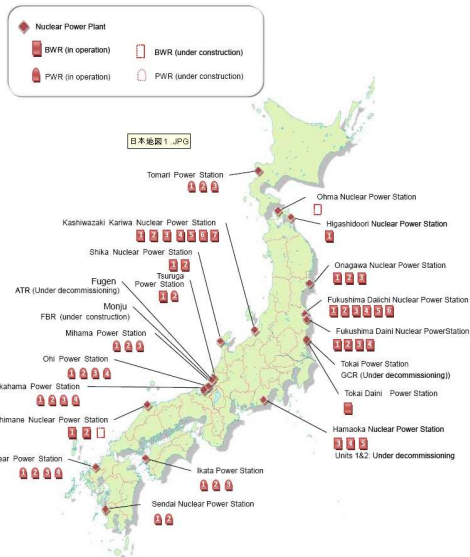 Nuclear Power Plant
BWR (in operation)
BWR (under construction)
PWR (in operation)
PWR (under construction)
日本地図1.JPG
Tomari Power Station
1 2 3
Ohma Nuclear Power Station
Kashiwazaki Kariwa Nuclear Power Station
1 2 3 4 5 6 7
Higashidoori Nuclear Power Station
1
Shika Nuclear Power Station
1 2
Tsuruga
Power Station
1 2
Onagawa Nuclear Power Station
1 2 3
Fugen
ATR (Under decommissioning)
Fukushima Daiichi Nuclear Power Station
1 2 3 4 5 6
Monju
FBR (under construction)
Fukushima Daini Nuclear PowerStation
1 2 3 4
Mihama Power Station
1 2 3
Ohi Power Station
1 2 3 4
Tokai Power Station
GCR (Under decommissioning))
kahama Power Station
1 2 3 4
Tokai Daini Power Station
himane Nuclear Power Station
1 2
Hamaoka Nuclear Power Station
3 4 5
Units 1&2: Under decommissioning
ear Power Station
1 2 3 4
Ikata Power Station
1 2 3
Sendai Nuclear Power Station
1 2